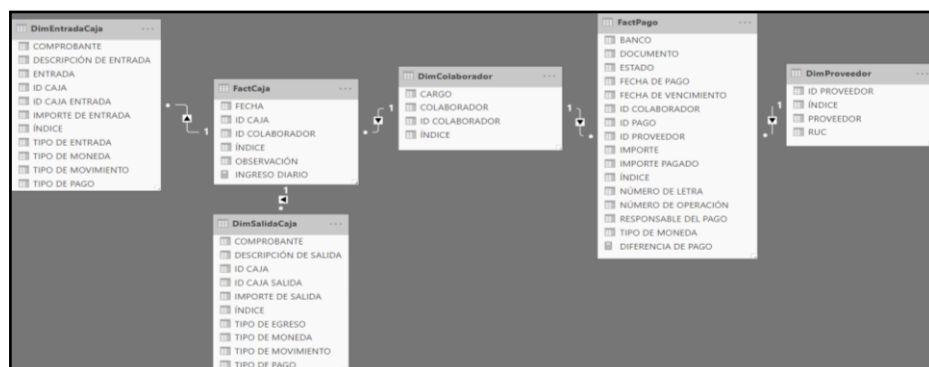 DimEntradaCaja
COMPROBANTE
DESCRIPCIÓN DE ENTRADA
ENTRADA
ID CAJA
ID CAJA ENTRADA
IMPORTE DE ENTRADA
ÍNDICE
TIPO DE ENTRADA
TIPO DE MONEDA
TIPO DE MOVIMIENTO
TIPO DE PAGO
* 1
FactCaja
FECHA
ID CAJA
ID COLABORADOR
ÍNDICE
OBSERVACIÓN
INGRESO DIARIO
1
*
DimSalidaCaja
COMPROBANTE
DESCRIPCIÓN DE SALIDA
ID CAJA
ID CAJA SALIDA
IMPORTE DE SALIDA
ÍNDICE
TIPO DE EGRESO
TIPO DE MONEDA
TIPO DE MOVIMIENTO
TIPO DE PAGO
1
*
DimColaborador
CARGO
COLABORADOR
ID COLABORADOR
ÍNDICE
1
*
FactPago
BANCO
DOCUMENTO
ESTADO
FECHA DE PAGO
FECHA DE VENCIMIENTO
ID COLABORADOR
ID PAGO
ID PROVEEDOR
IMPORTE
IMPORTE PAGADO
ÍNDICE
NÚMERO DE LETRA
NÚMERO DE OPERACIÓN
RESPONSABLE DEL PAGO
TIPO DE MONEDA
DIFERENCIA DE PAGO
1
*
DimProveedor
ID PROVEEDOR
ÍNDICE
PROVEEDOR
RUC